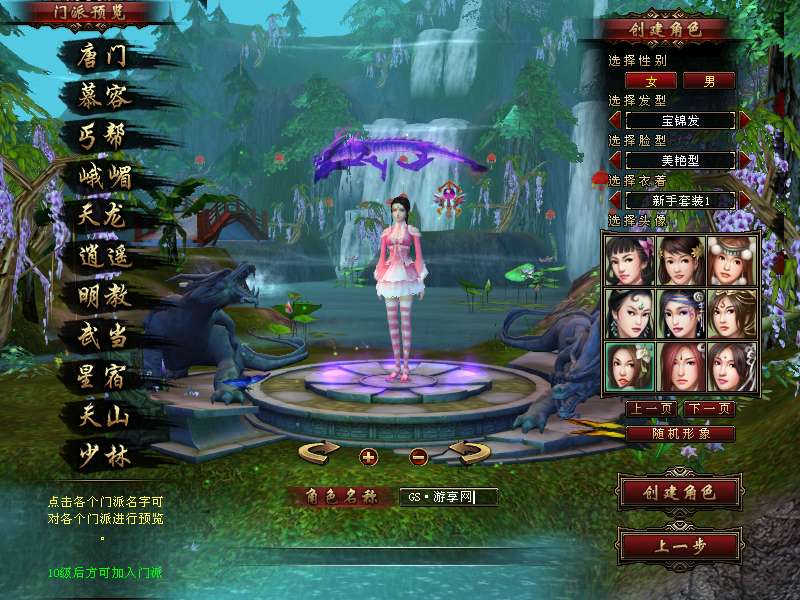 门派预览
唐门
慕容
丐帮
峨嵋
天龙
逍遥
明教
武当
星宿
天山
少林
点击各个门派名字可
对各个门派进行预览
。
10级后方可加入门派
角色名称
GS·游享网
创建角色
选择性别
女 男
选择发型
宝锦发
选择脸型
美艳型
选择衣着
新手套装1
选择头像
上一页 下一页
随机形象
创建角色
上一步